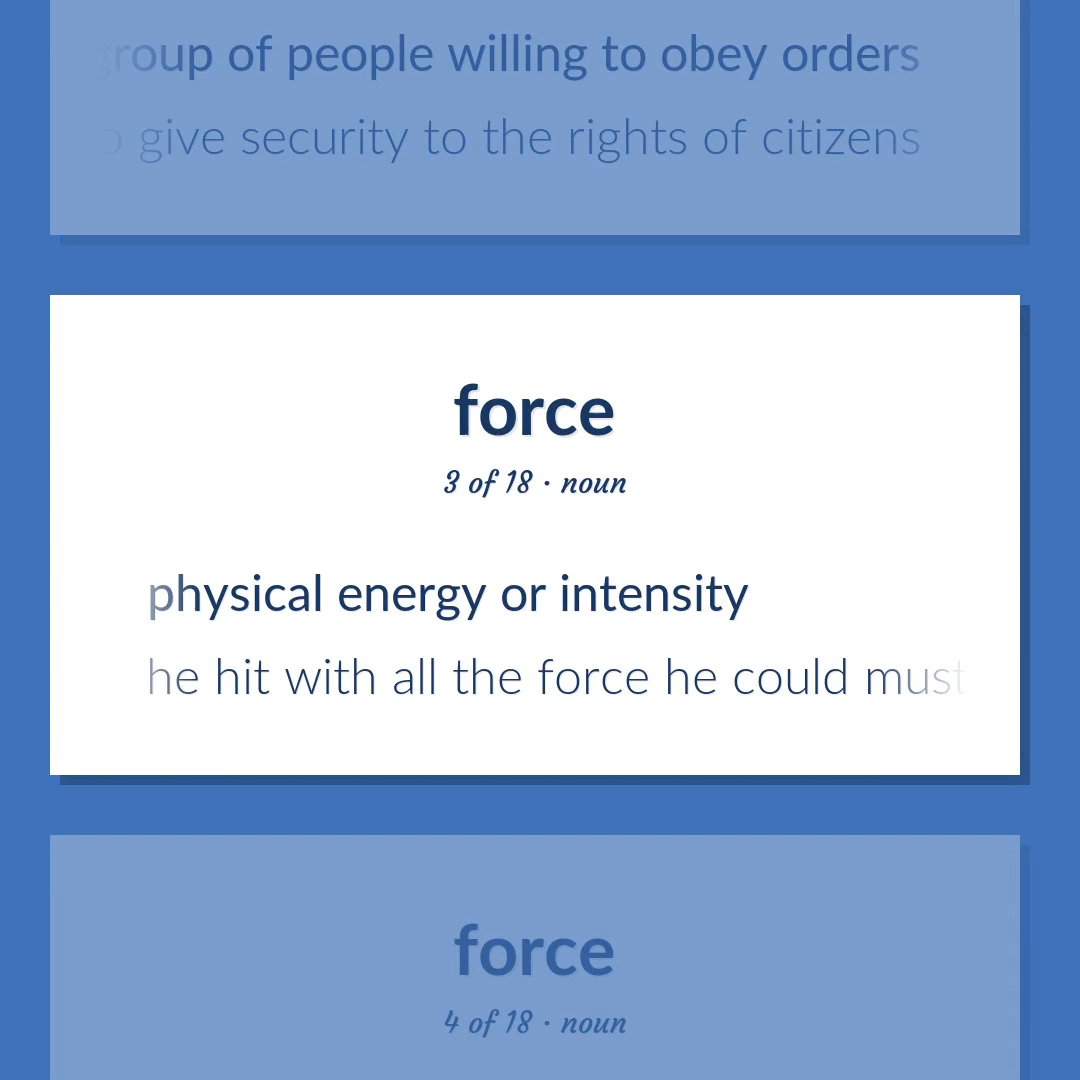 group of people willing to obey orders
o give security to the rights of citizens
force
3 of 18 · noun
physical energy or intensity
he hit with all the force he could must
force
4 of 18 · noun